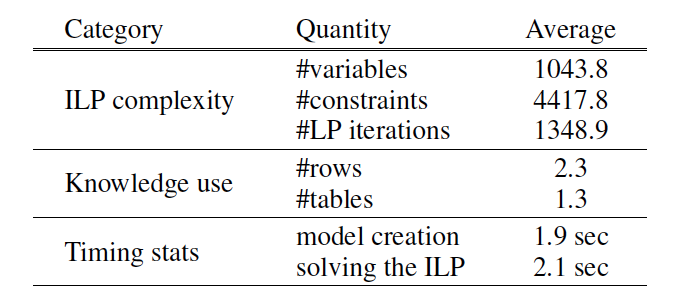 Category Quantity Average
#variables 1043.8
ILP complexity #constraints 4417.8
#LP iterations 1348.9
Knowledge use #rows 2.3
#tables 1.3
Timing stats model creation 1.9 sec
solving the ILP 2.1 sec